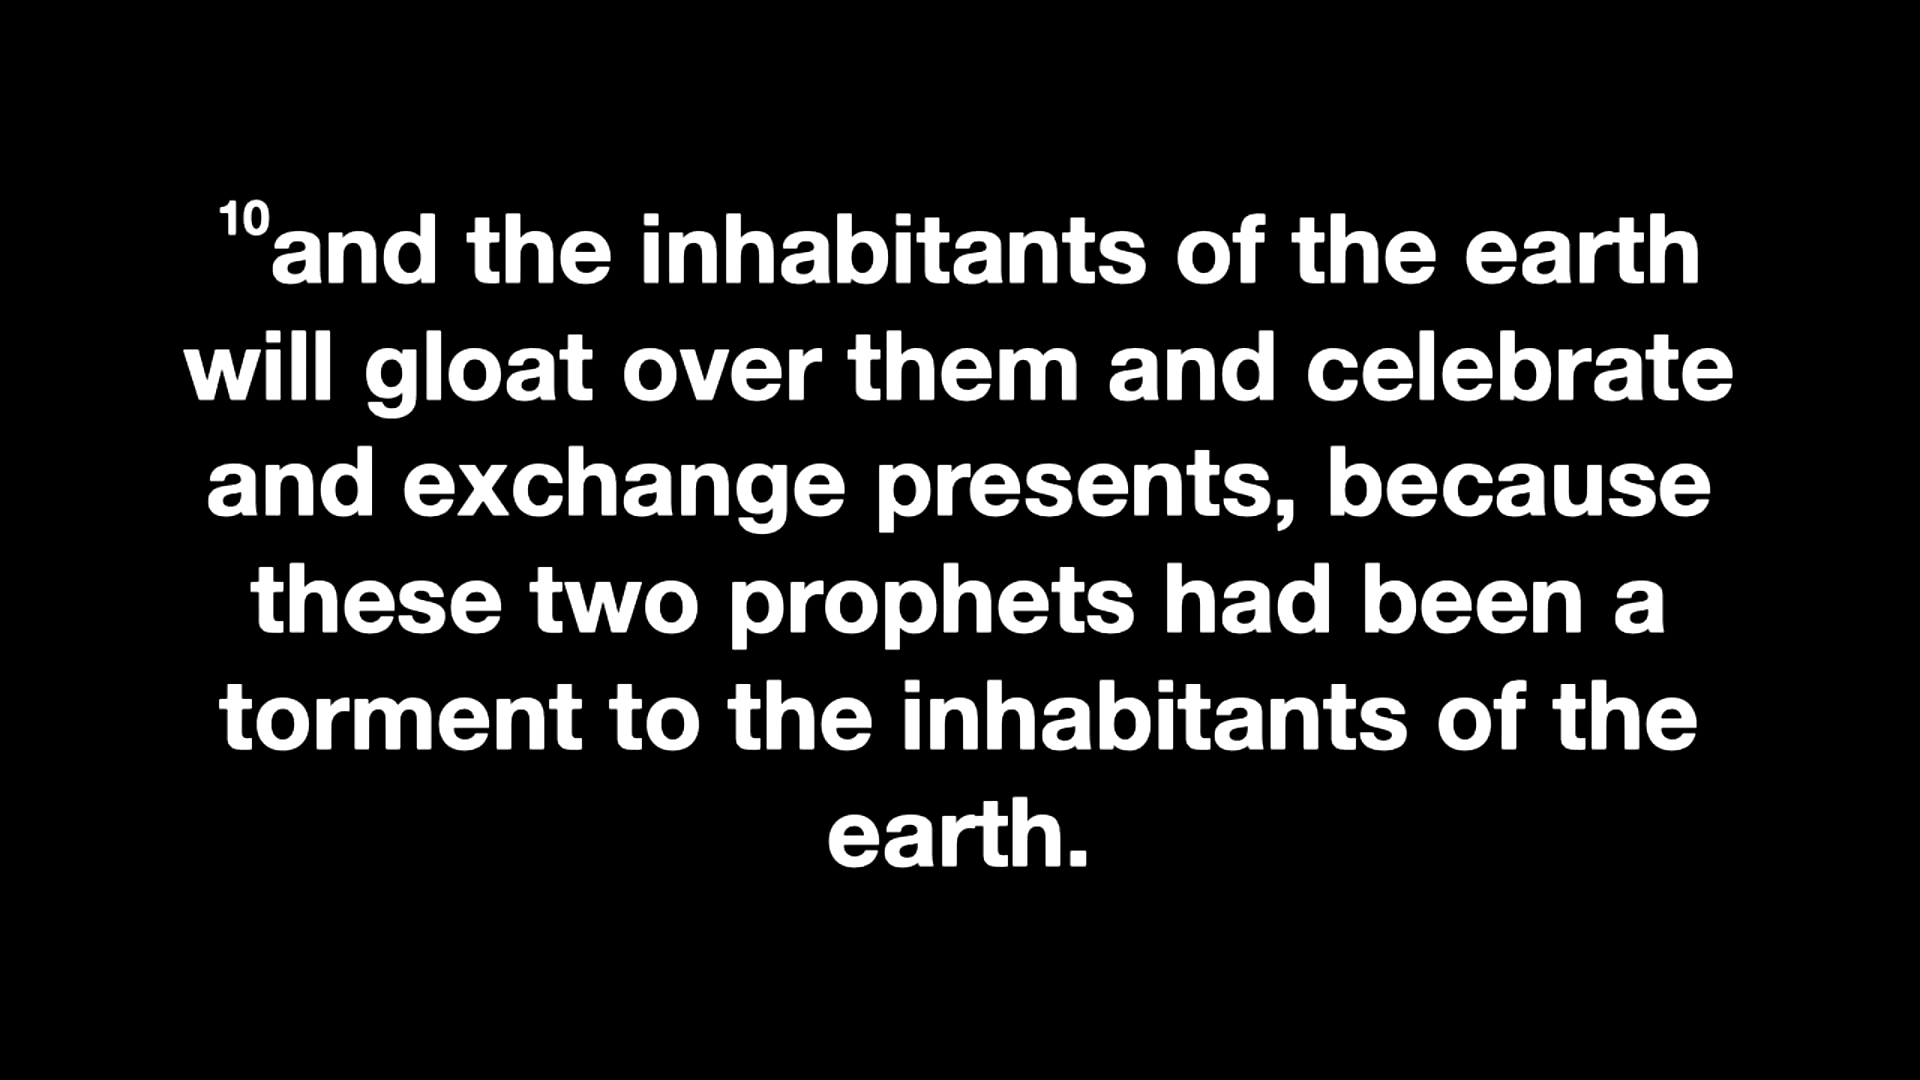 10and the inhabitants of the earth
will gloat over them and celebrate
and exchange presents, because
these two prophets had been a
torment to the inhabitants of the
earth.